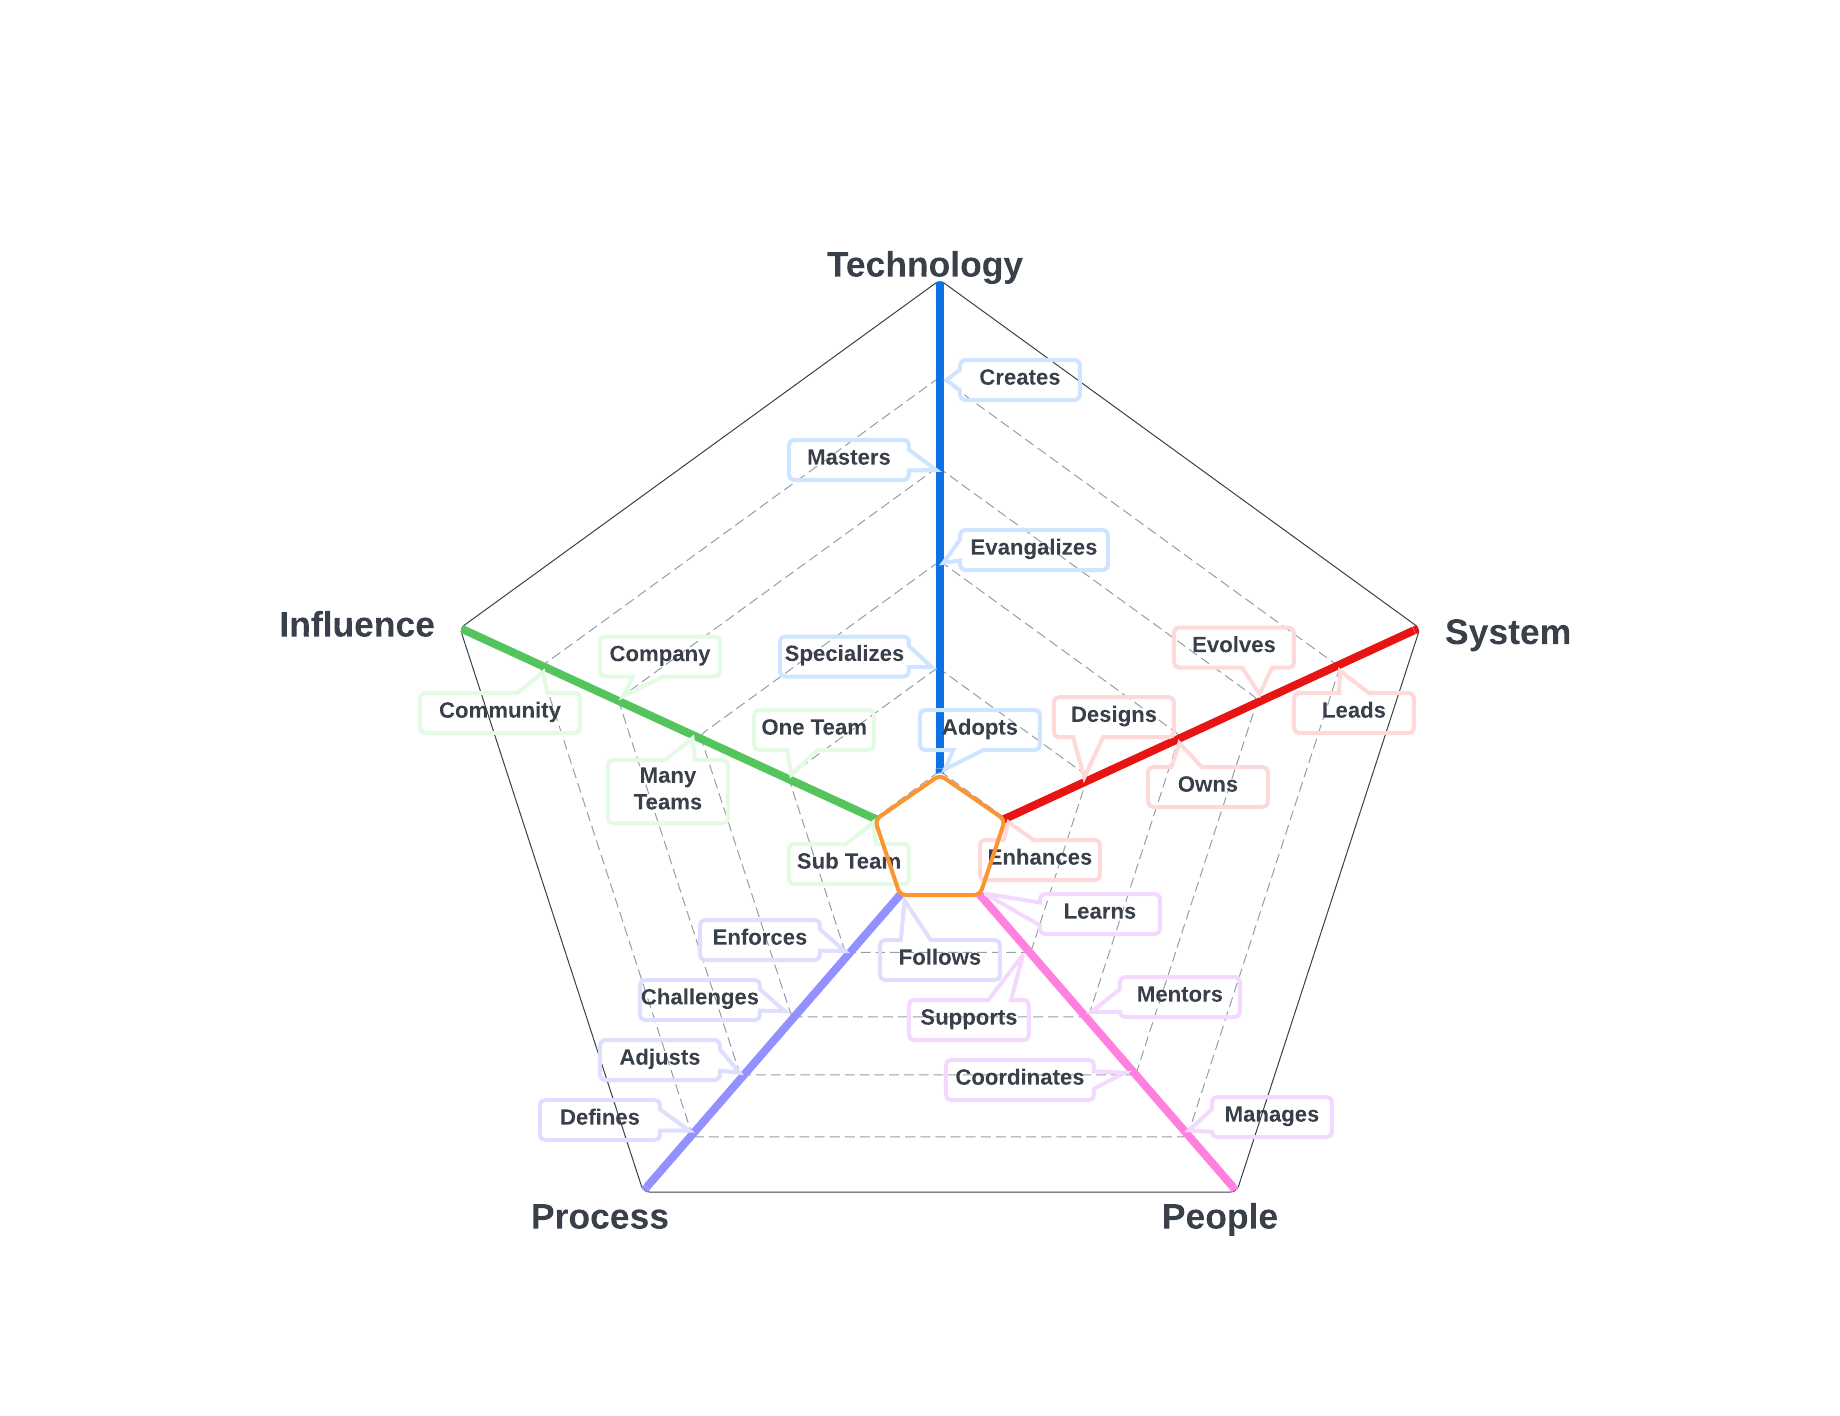 Technology
Creates
Masters
Evangalizes
Influence
System
Evolves
Company
Specializes
Community
Leads
Designs
One Team
Adopts
Many
Teams
Owns
Sub Team
Enhances
Learns
Enforces
Follows
Challenges
Mentors
Supports
Adjusts
Coordinates
Defines
Manages
Process
People